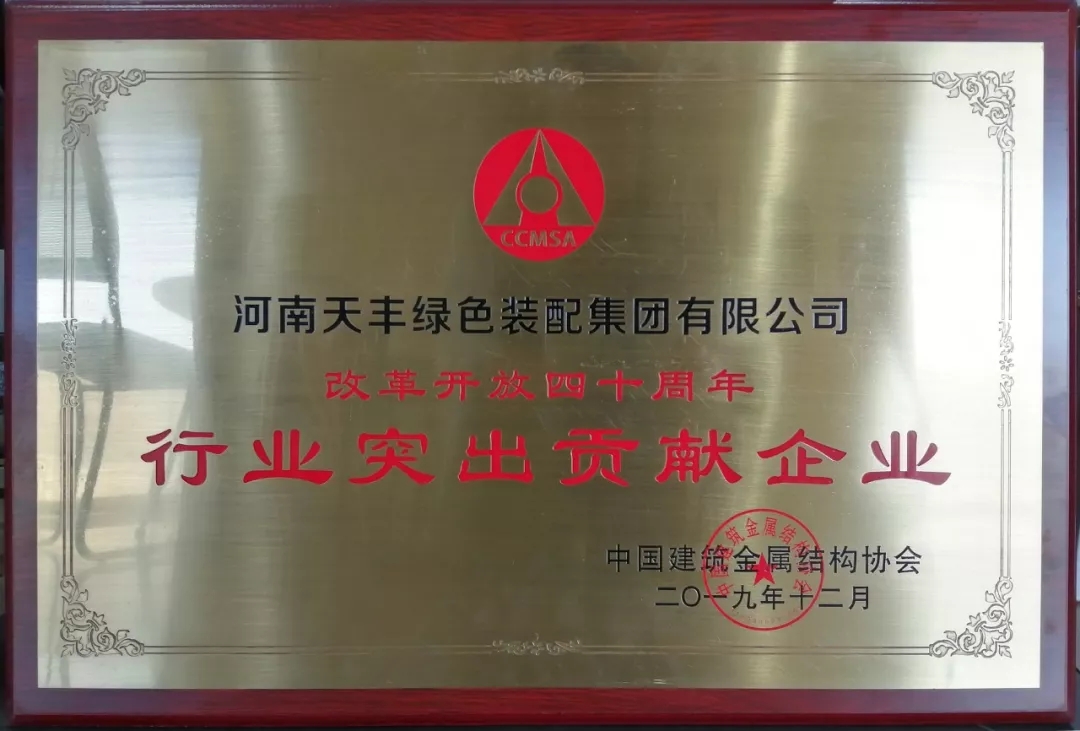 CCMSA
河南天丰绿色装配集团有限公司
改革开放四十周年
行业突出贡献企业
中国建筑金属结构协会
二〇一九年十二月